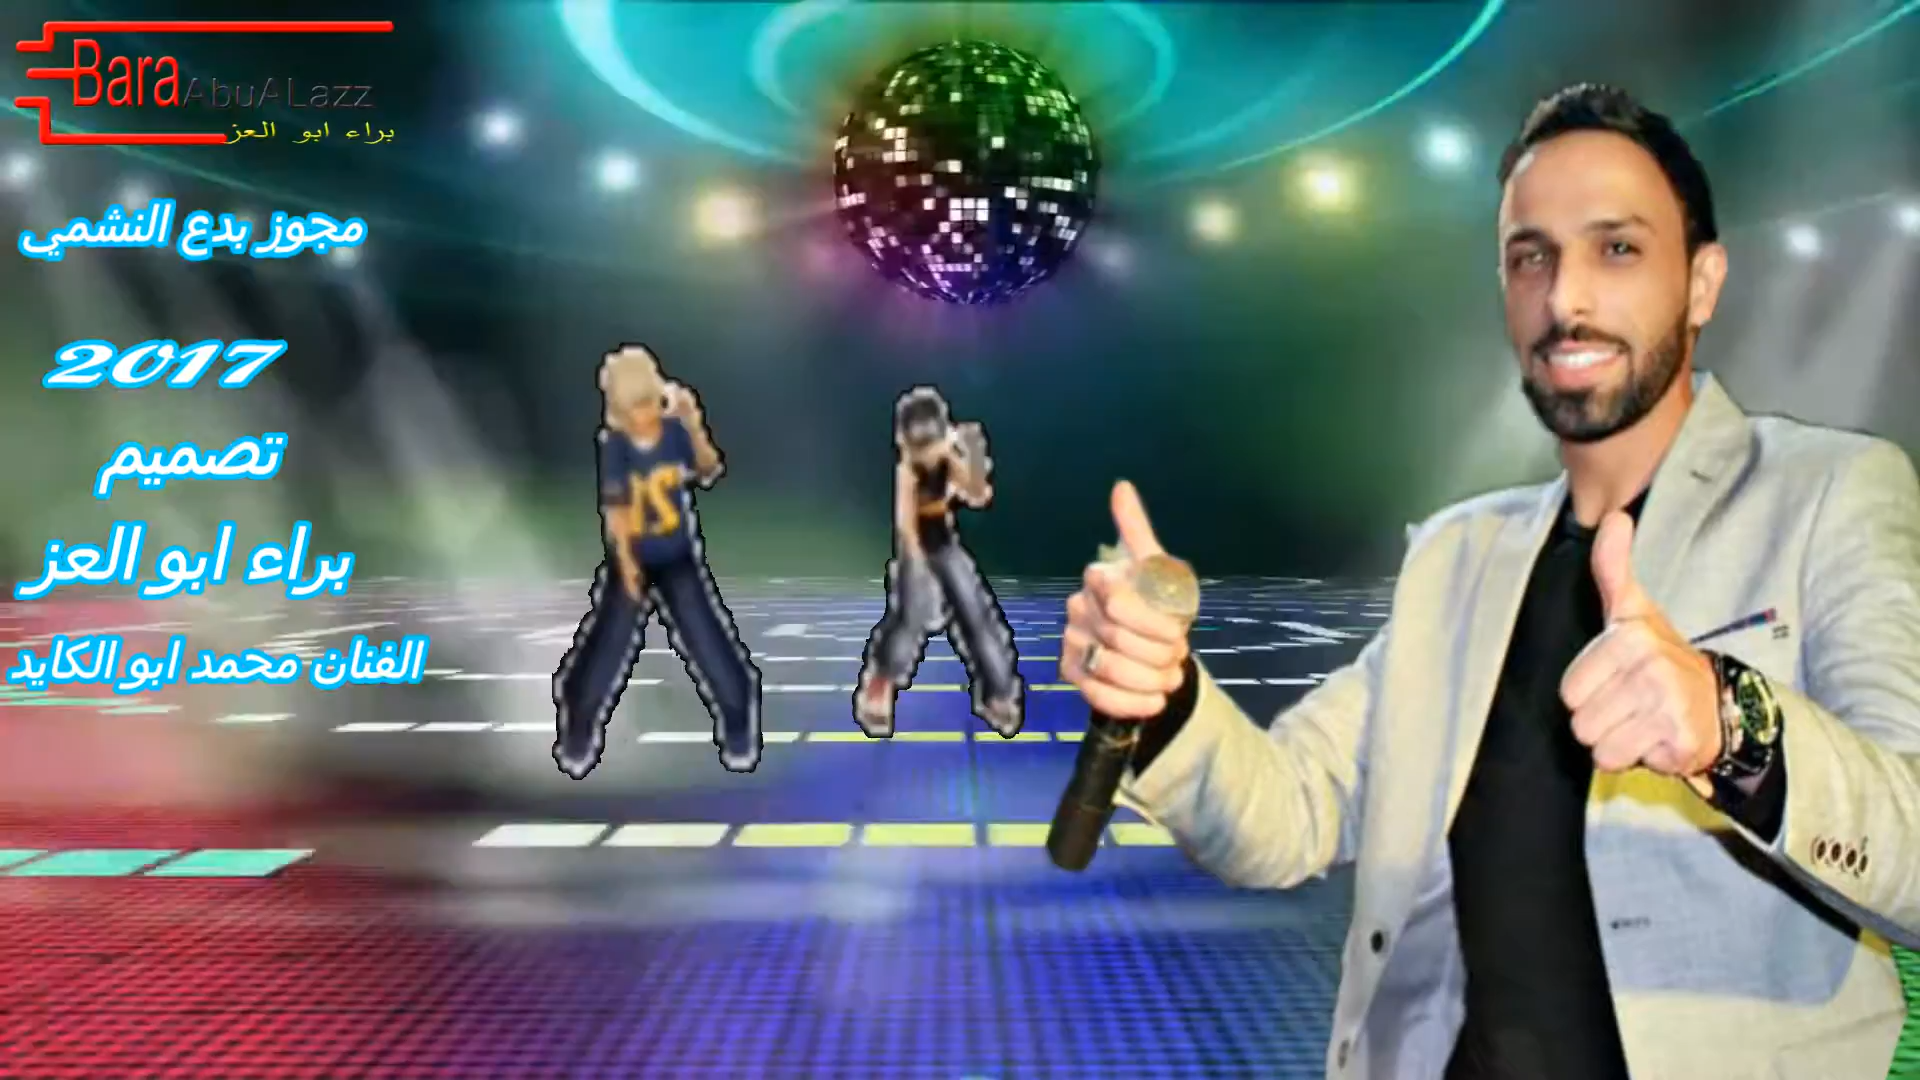 Bara AbuALazz
براء ابو العز
مجوز بدع النشمي
2017
تصميم
براء ابو العز
الفنان محمد ابو الكايد